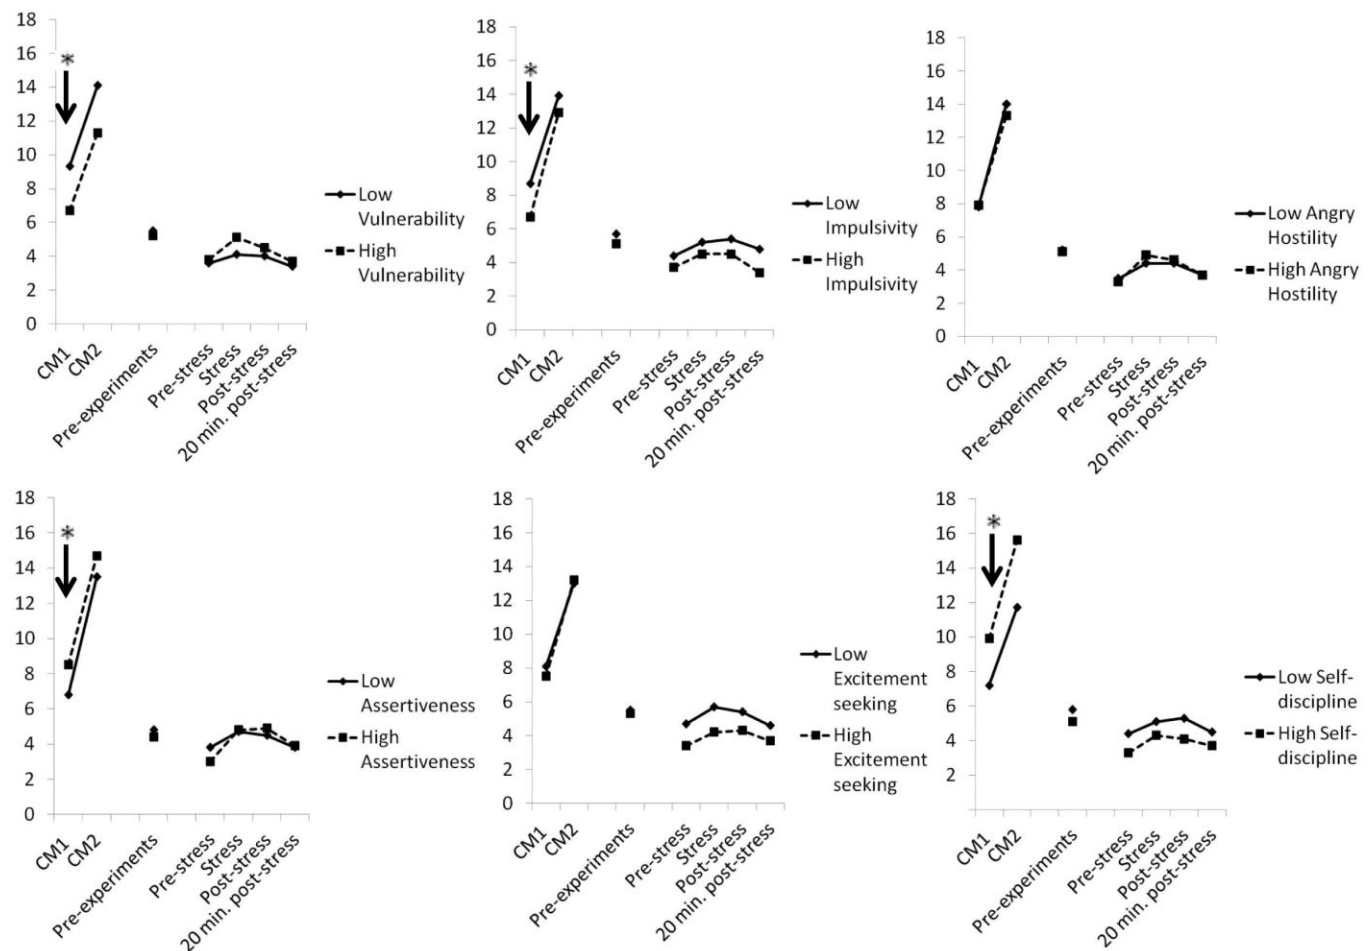 18
16
14
12
10
8
6
4
2
0
*
CM1
CM2
Pre-experiments
Pre-stress
Stress
Post-stress
20 min. post-stress
Low
Vulnerability
High
Vulnerability
18
16
14
12
10
8
6
4
2
0
*
CM1
CM2
Pre-experiments
Pre-stress
Stress
Post-stress
20 min. post-stress
Low
Impulsivity
High
Impulsivity
18
16
14
12
10
8
6
4
2
0
CM1
CM2
Pre-experiments
Pre-stress
Stress
Post-stress
20 min. post-stress
Low Angry
Hostility
High Angry
Hostility
18
16
14
12
10
8
6
4
2
0
*
CM1
CM2
Pre-experiments
Pre-stress
Stress
Post-stress
20 min. post-stress
Low
Assertiveness
High
Assertiveness
18
16
14
12
10
8
6
4
2
0
CM1
CM2
Pre-experiments
Pre-stress
Stress
Post-stress
20 min. post-stress
Low
Excitement
seeking
High
Excitement
seeking
18
16
14
12
10
8
6
4
2
*
CM1
CM2
Pre-experiments
Pre-stress
Stress
Post-stress
20 min. post-stress
Low Self-
discipline
High Self-
discipline